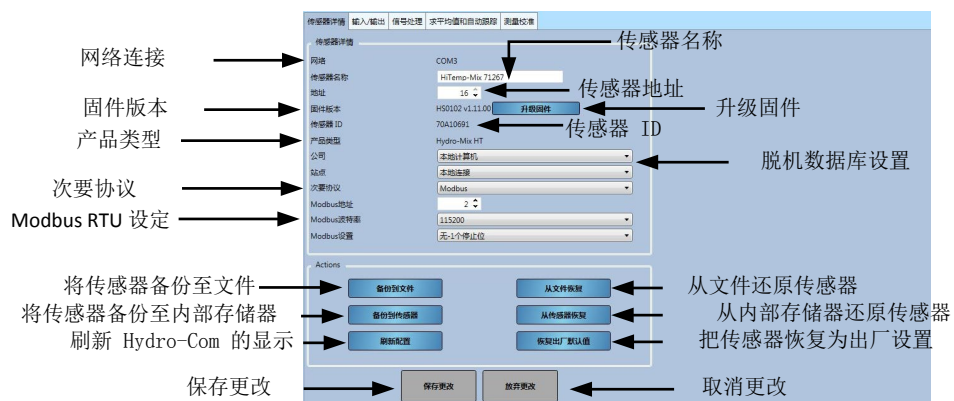 传感器详情 输入/输出 信号处理 求平均值和自动跟踪 测量校准
传感器详情
传感器名称
网络连接
网络 COM3
传感器名称 HiTemp-Mix 71267
地址 16
传感器地址
固件版本
固件版本 HS0102 v1.11.00 升级固件
升级固件
传感器 ID 70A10691
传感器 ID
产品类型
产品类型 Hydro-Mix HT
公司 本地计算机
脱机数据库设置
站点 本地连接
次要协议
次要协议 Modbus
Modbus地址 2
Modbus RTU 设定
Modbus波特率 115200
Modbus设置 无-1个停止位
Actions
将传感器备份至文件 备份到文件 从文件恢复 从文件还原传感器
将传感器备份至内部存储器 备份到传感器 从传感器恢复 从内部存储器还原传感器
刷新 Hydro-Com 的显示 刷新配置 恢复出厂默认值 把传感器恢复为出厂设置
保存更改 保存更改 放弃更改 取消更改